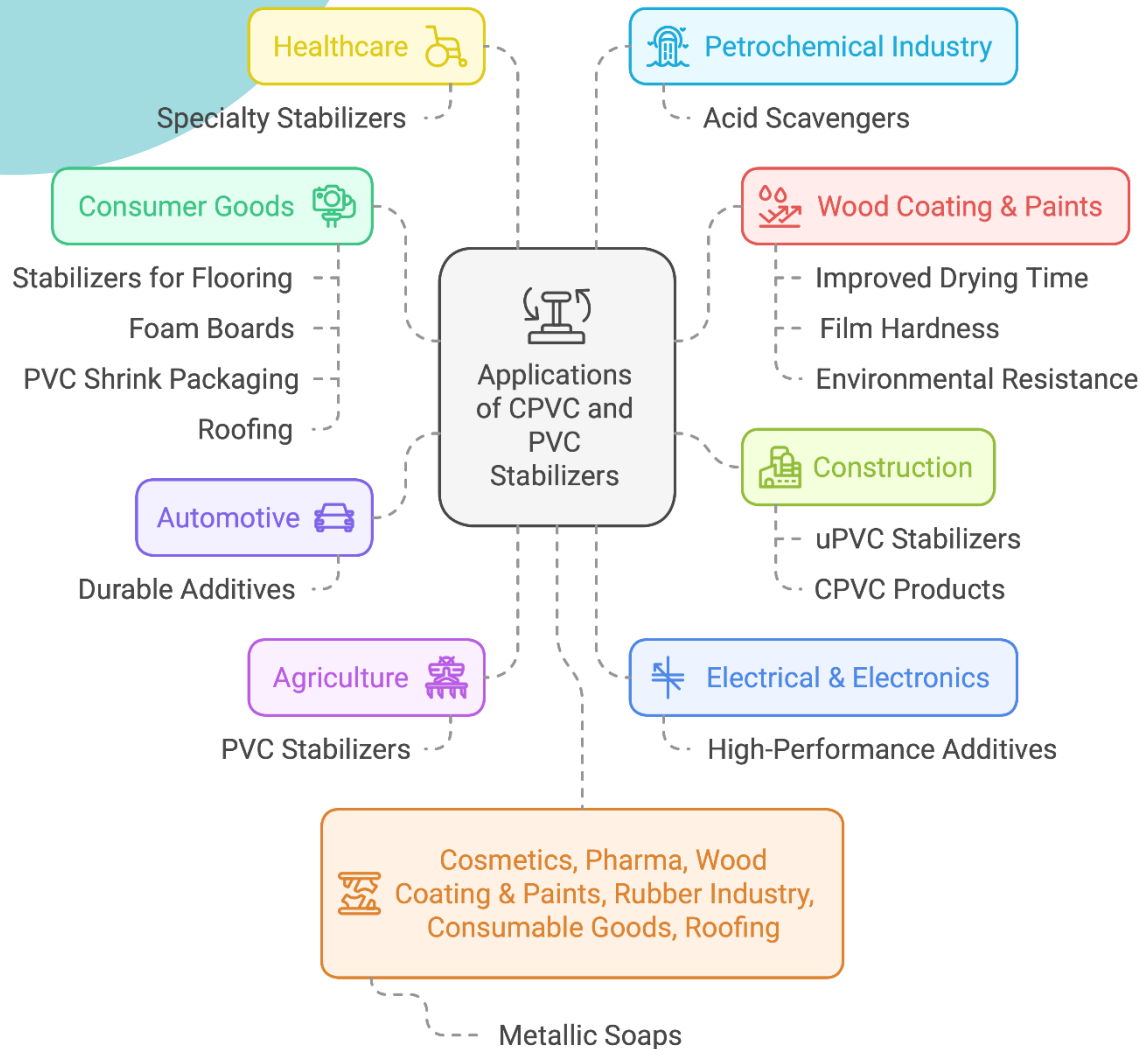 Healthcare
Specialty Stabilizers
Petrochemical Industry
Acid Scavengers
Consumer Goods
Stabilizers for Flooring
Foam Boards
PVC Shrink Packaging
Roofing
Wood Coating & Paints
Improved Drying Time
Film Hardness
Environmental Resistance
Applications
of CPVC and
PVC
Stabilizers
Automotive
Durable Additives
Construction
uPVC Stabilizers
CPVC Products
Agriculture
PVC Stabilizers
Electrical & Electronics
High-Performance Additives
Cosmetics, Pharma, Wood
Coating & Paints, Rubber Industry,
Consumable Goods, Roofing
Metallic Soaps